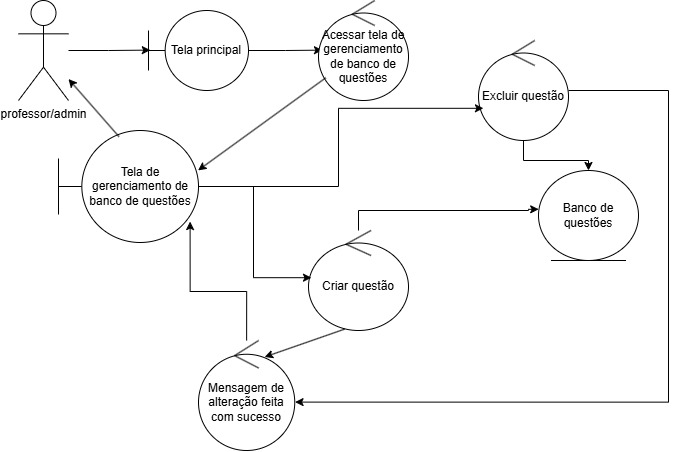 professor/admin
Tela principal
Acessar tela de
gerenciamento
de banco de
questões
Excluir questão
Tela de
gerenciamento de
banco de questões
Banco de
questões
Criar questão
Mensagem de
alteração feita
com sucesso